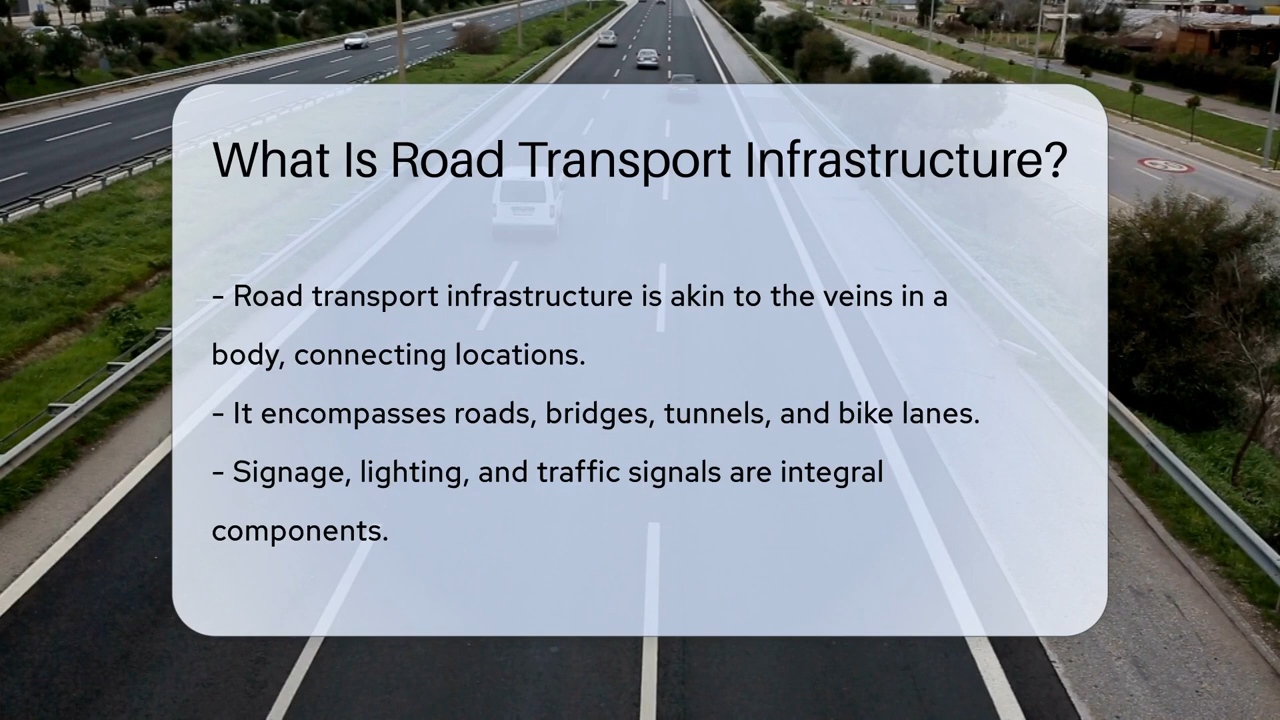 What Is Road Transport Infrastructure?
- Road transport infrastructure is akin to the veins in a
body, connecting locations.
- It encompasses roads, bridges, tunnels, and bike lanes.
- Signage, lighting, and traffic signals are integral
components.